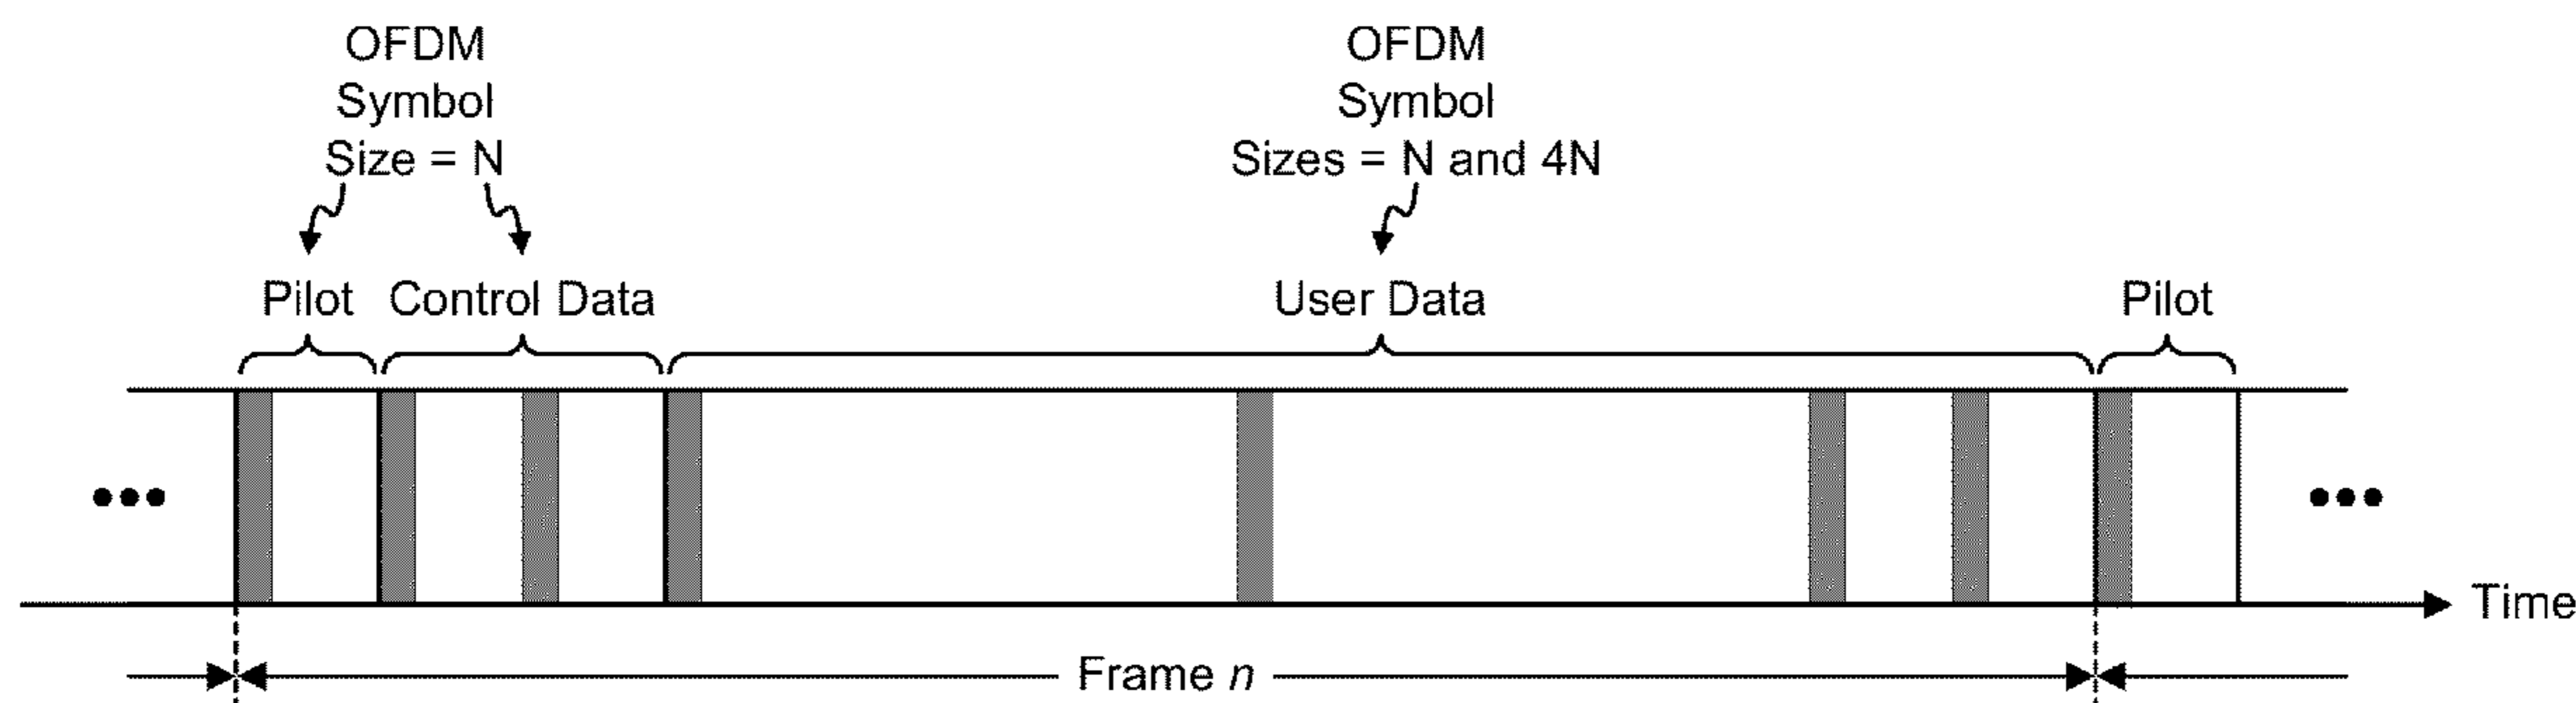 OFDM
Symbol
Size = N
OFDM
Symbol
Sizes = N and 4N
Pilot
Control Data
User Data
Pilot
Time
Frame n